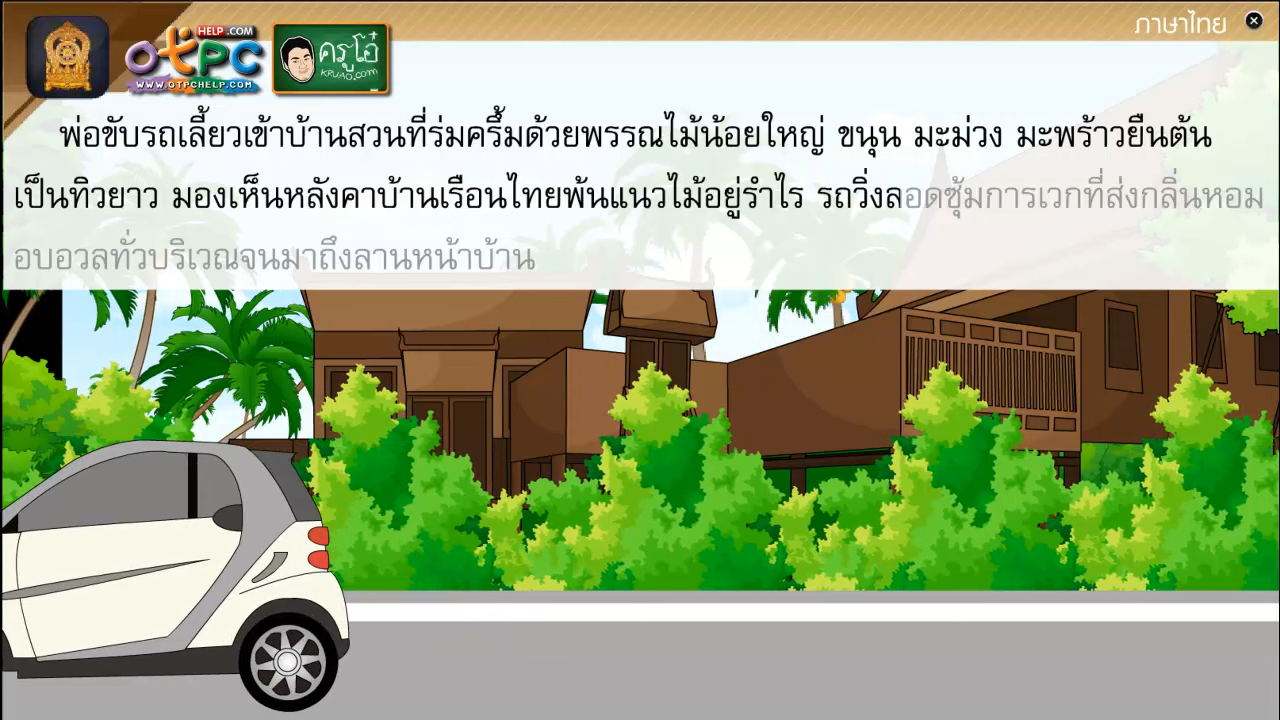 ภาษาไทย
HELP.COM
OTPC
WWW.OTPCHELP.COM
ครูโอ๋
KRUAO.COM
พ่อขับรถเลี้ยวเข้าบ้านสวนที่ร่มครึ้มด้วยพรรณไม้น้อยใหญ่ ขนุน มะม่วง มะพร้าวยืนต้น
เป็นทิวยาว มองเห็นหลังคาบ้านเรือนไทยพ้นแนวไม้อยู่รำไร รถวิ่งลอดซุ้มการเวกที่ส่งกลิ่นหอม
อบอวลทั่วบริเวณจนมาถึงลานหน้าบ้าน